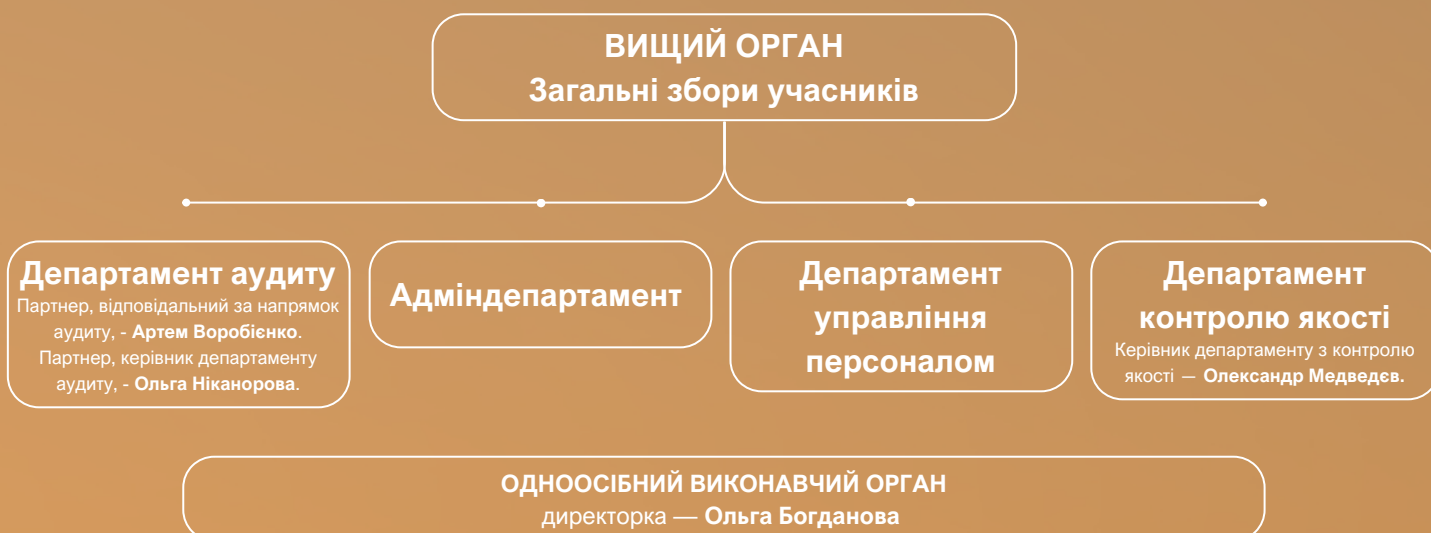 ВИЩИЙ ОРГАН
Загальні збори учасників
Департамент аудиту
Партнер, відповідальний за напрямок
аудиту, - Артем Воробієнко.
Партнер, керівник департаменту
аудиту, - Ольга Ніканорова.
Адміндепартамент
Департамент
управління
персоналом
Департамент
контролю якості
Керівник департаменту з контролю
якості — Олександр Медведєв.
ОДНООСІБНИЙ ВИКОНАВЧИЙ ОРГАН
директорка — Ольга Богданова